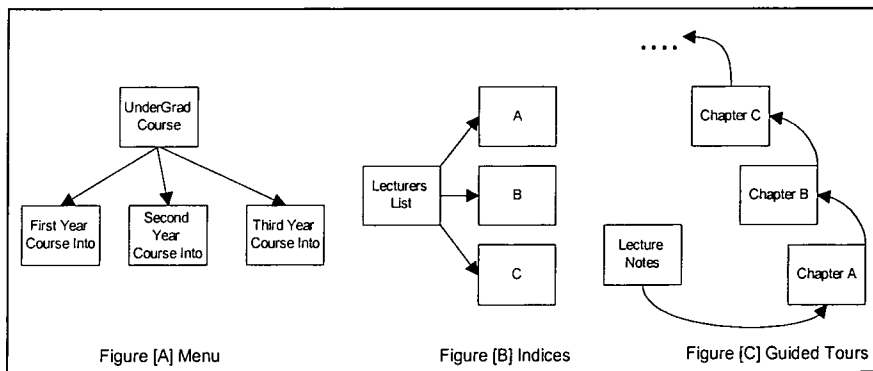 UnderGrad
Course
First Year
Course Into
Second
Year
Course Into
Third Year
Course Into
Figure [A] Menu
Lecturers
List
A
B
C
Figure [B] Indices
....
Chapter C
Chapter B
Chapter A
Lecture
Notes
Figure [C] Guided Tours